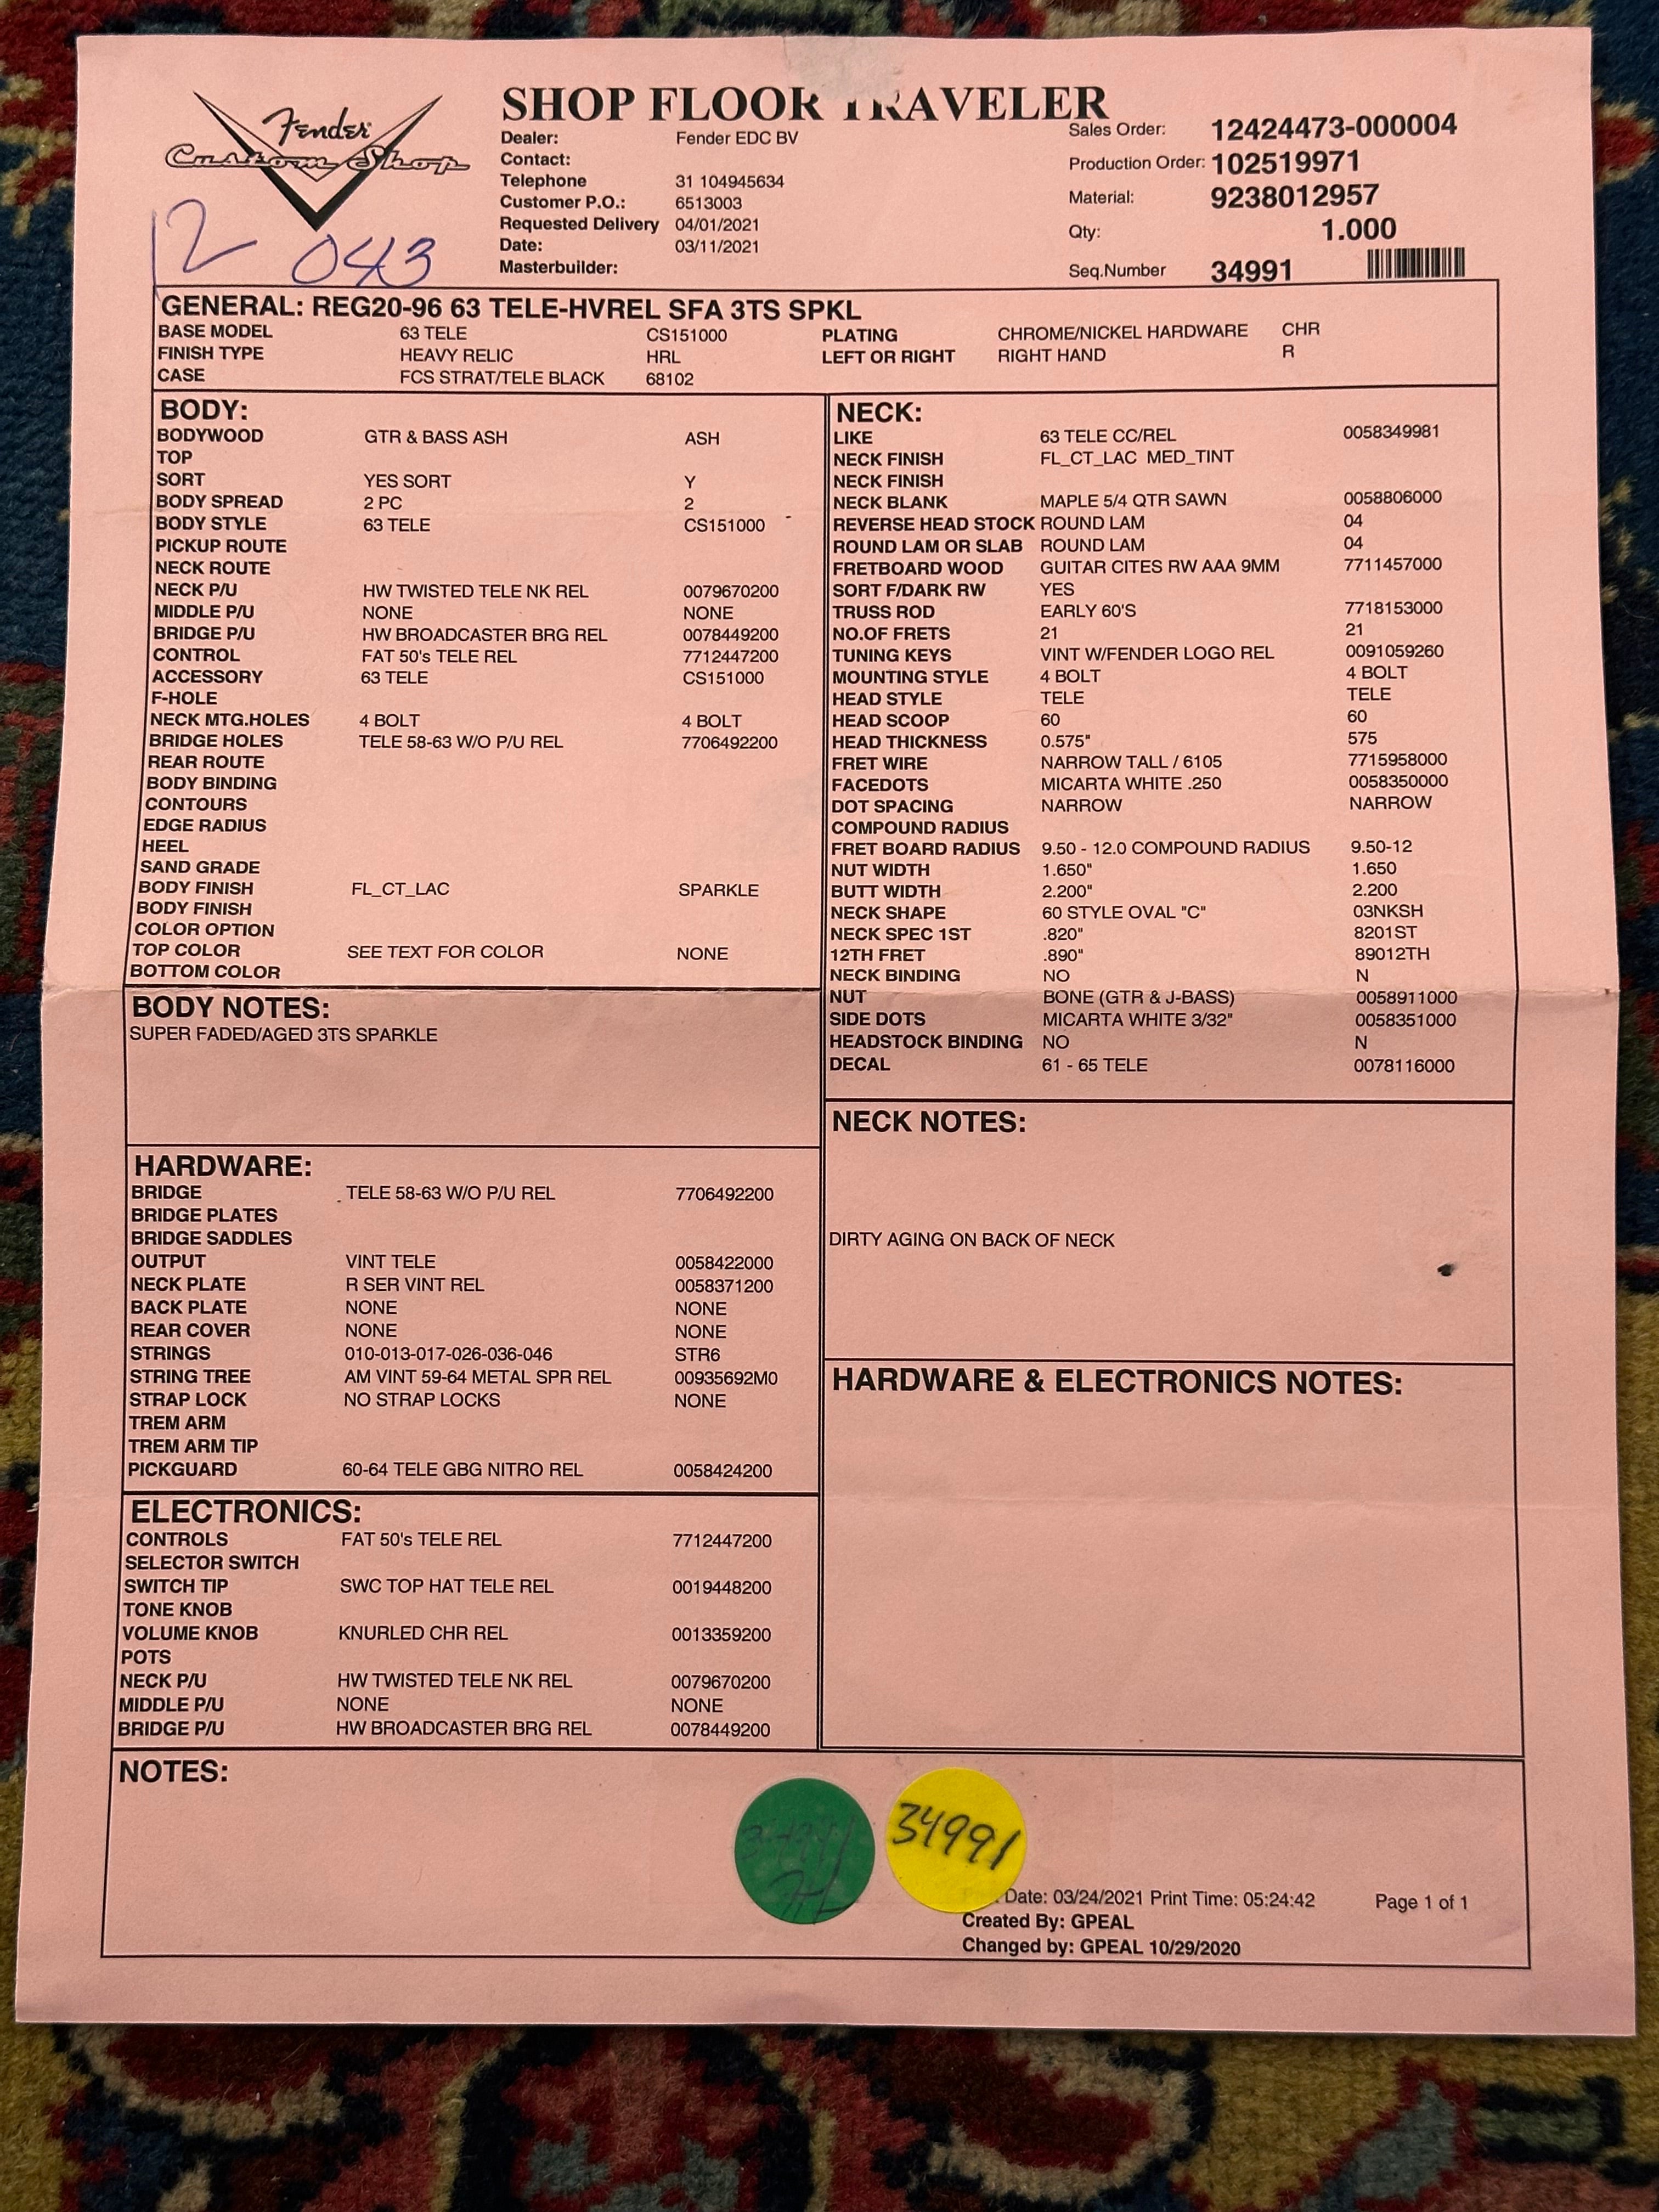 Fender
Custom Shop
SHOP FLOOR TRAVELER
12 043
Dealer: Fender EDC BV
Contact:
Telephone 31 104945634
Customer P.O.: 6513003
Requested Delivery 04/01/2021
Date: 03/11/2021
Masterbuilder:
Sales Order: 12424473-000004
Production Order: 102519971
Material: 9238012957
Qty: 1.000
Seq.Number 34991
GENERAL: REG20-96 63 TELE-HVREL SFA 3TS SPKL
BASE MODEL 63 TELE CS151000 PLATING CHROME/NICKEL HARDWARE CHR
FINISH TYPE HEAVY RELIC HRL LEFT OR RIGHT RIGHT HAND R
CASE FCS STRAT/TELE BLACK 68102
BODY:
BODYWOOD GTR & BASS ASH ASH
TOP
SORT YES SORT Y
BODY SPREAD 2 PC 2
BODY STYLE 63 TELE CS151000
PICKUP ROUTE
NECK ROUTE
NECK P/U HW TWISTED TELE NK REL 0079670200
MIDDLE P/U NONE NONE
BRIDGE P/U HW BROADCASTER BRG REL 0078449200
CONTROL FAT 50's TELE REL 7712447200
ACCESSORY 63 TELE CS151000
F-HOLE
NECK MTG.HOLES 4 BOLT 4 BOLT
BRIDGE HOLES TELE 58-63 W/O P/U REL 7706492200
REAR ROUTE
BODY BINDING
CONTOURS
EDGE RADIUS
HEEL
SAND GRADE
BODY FINISH FL_CT_LAC SPARKLE
BODY FINISH
COLOR OPTION
TOP COLOR SEE TEXT FOR COLOR NONE
BOTTOM COLOR
BODY NOTES:
SUPER FADED/AGED 3TS SPARKLE
HARDWARE:
BRIDGE TELE 58-63 W/O P/U REL 7706492200
BRIDGE PLATES
BRIDGE SADDLES
OUTPUT VINT TELE 0058422000
NECK PLATE R SER VINT REL 0058371200
BACK PLATE NONE NONE
REAR COVER NONE NONE
STRINGS 010-013-017-026-036-046 STR6
STRING TREE AM VINT 59-64 METAL SPR REL 00935692M0
STRAP LOCK NO STRAP LOCKS NONE
TREM ARM
TREM ARM TIP
PICKGUARD 60-64 TELE GBG NITRO REL 0058424200
ELECTRONICS:
CONTROLS FAT 50's TELE REL 7712447200
SELECTOR SWITCH
SWITCH TIP SWC TOP HAT TELE REL 0019448200
TONE KNOB
VOLUME KNOB KNURLED CHR REL 0013359200
POTS
NECK P/U HW TWISTED TELE NK REL 0079670200
MIDDLE P/U NONE NONE
BRIDGE P/U HW BROADCASTER BRG REL 0078449200
NECK:
LIKE 63 TELE CC/REL 0058349981
NECK FINISH FL_CT_LAC MED_TINT
NECK FINISH
NECK BLANK MAPLE 5/4 QTR SAWN 0058806000
REVERSE HEAD STOCK ROUND LAM 04
ROUND LAM OR SLAB ROUND LAM 04
FRETBOARD WOOD GUITAR CITES RW AAA 9MM 7711457000
SORT F/DARK RW YES
TRUSS ROD EARLY 60'S 7718153000
NO.OF FRETS 21 21
TUNING KEYS VINT W/FENDER LOGO REL 0091059260
MOUNTING STYLE 4 BOLT 4 BOLT
HEAD STYLE TELE TELE
HEAD SCOOP 60 60
HEAD THICKNESS 0.575" 575
FRET WIRE NARROW TALL / 6105 7715958000
FACEDOTS MICARTA WHITE .250 0058350000
DOT SPACING NARROW NARROW
COMPOUND RADIUS
FRET BOARD RADIUS 9.50 - 12.0 COMPOUND RADIUS 9.50-12
NUT WIDTH 1.650" 1.650
BUTT WIDTH 2.200" 2.200
NECK SHAPE 60 STYLE OVAL "C" 03NKSH
NECK SPEC 1ST .820" 8201ST
12TH FRET .890" 89012TH
NECK BINDING NO N
NUT BONE (GTR & J-BASS) 0058911000
SIDE DOTS MICARTA WHITE 3/32" 0058351000
HEADSTOCK BINDING NO N
DECAL 61 - 65 TELE 0078116000
NECK NOTES:
DIRTY AGING ON BACK OF NECK
HARDWARE & ELECTRONICS NOTES:
NOTES:
34991
34991
Date: 03/24/2021 Print Time: 05:24:42 Page 1 of 1
Created By: GPEAL
Changed by: GPEAL 10/29/2020